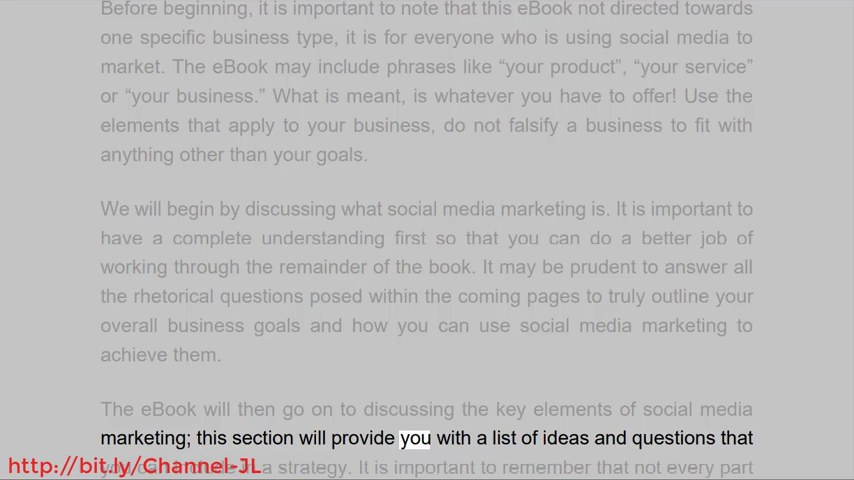 Before beginning, it is important to note that this eBook not directed towards
one specific business type, it is for everyone who is using social media to
market. The eBook may include phrases like “your product”, “your service”
or “your business.” What is meant, is whatever you have to offer! Use the
elements that apply to your business, do not falsify a business to fit with
anything other than your goals.
We will begin by discussing what social media marketing is. It is important to
have a complete understanding first so that you can do a better job of
working through the remainder of the book. It may be prudent to answer all
the rhetorical questions posed within the coming pages to truly outline your
overall business goals and how you can use social media marketing to
achieve them.
The eBook will then go on to discussing the key elements of social media
marketing; this section will provide you with a list of ideas and questions that
you can include in a strategy. It is important to remember that not every part
http://bit.ly/Channel-JL